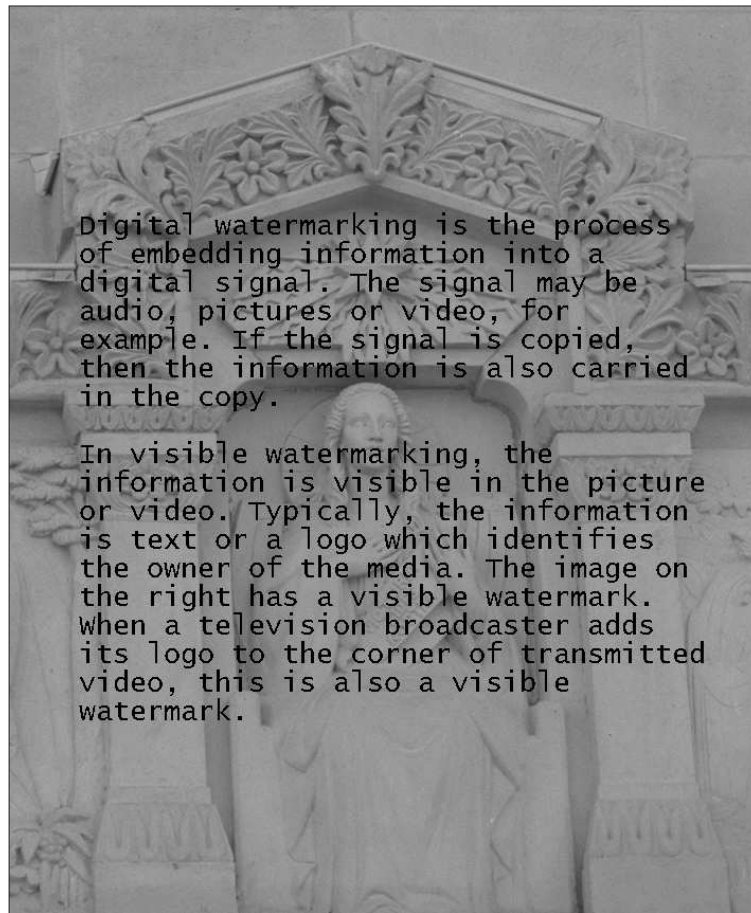 Digital watermarking is the process
of embedding information into a
digital signal. The signal may be
audio, pictures or video, for
example. If the signal is copied,
then the information is also carried
in the copy.
In visible watermarking, the
information is visible in the picture
or video. Typically, the information
is text or a logo which identifies
the owner of the media. The image on
the right has a visible watermark.
When a television broadcaster adds
its logo to the corner of transmitted
video, this is also a visible
watermark.